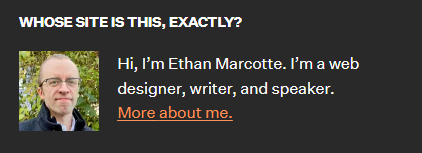 WHOSE SITE IS THIS, EXACTLY?
Hi, I’m Ethan Marcotte. I’m a web
designer, writer, and speaker.
More about me.